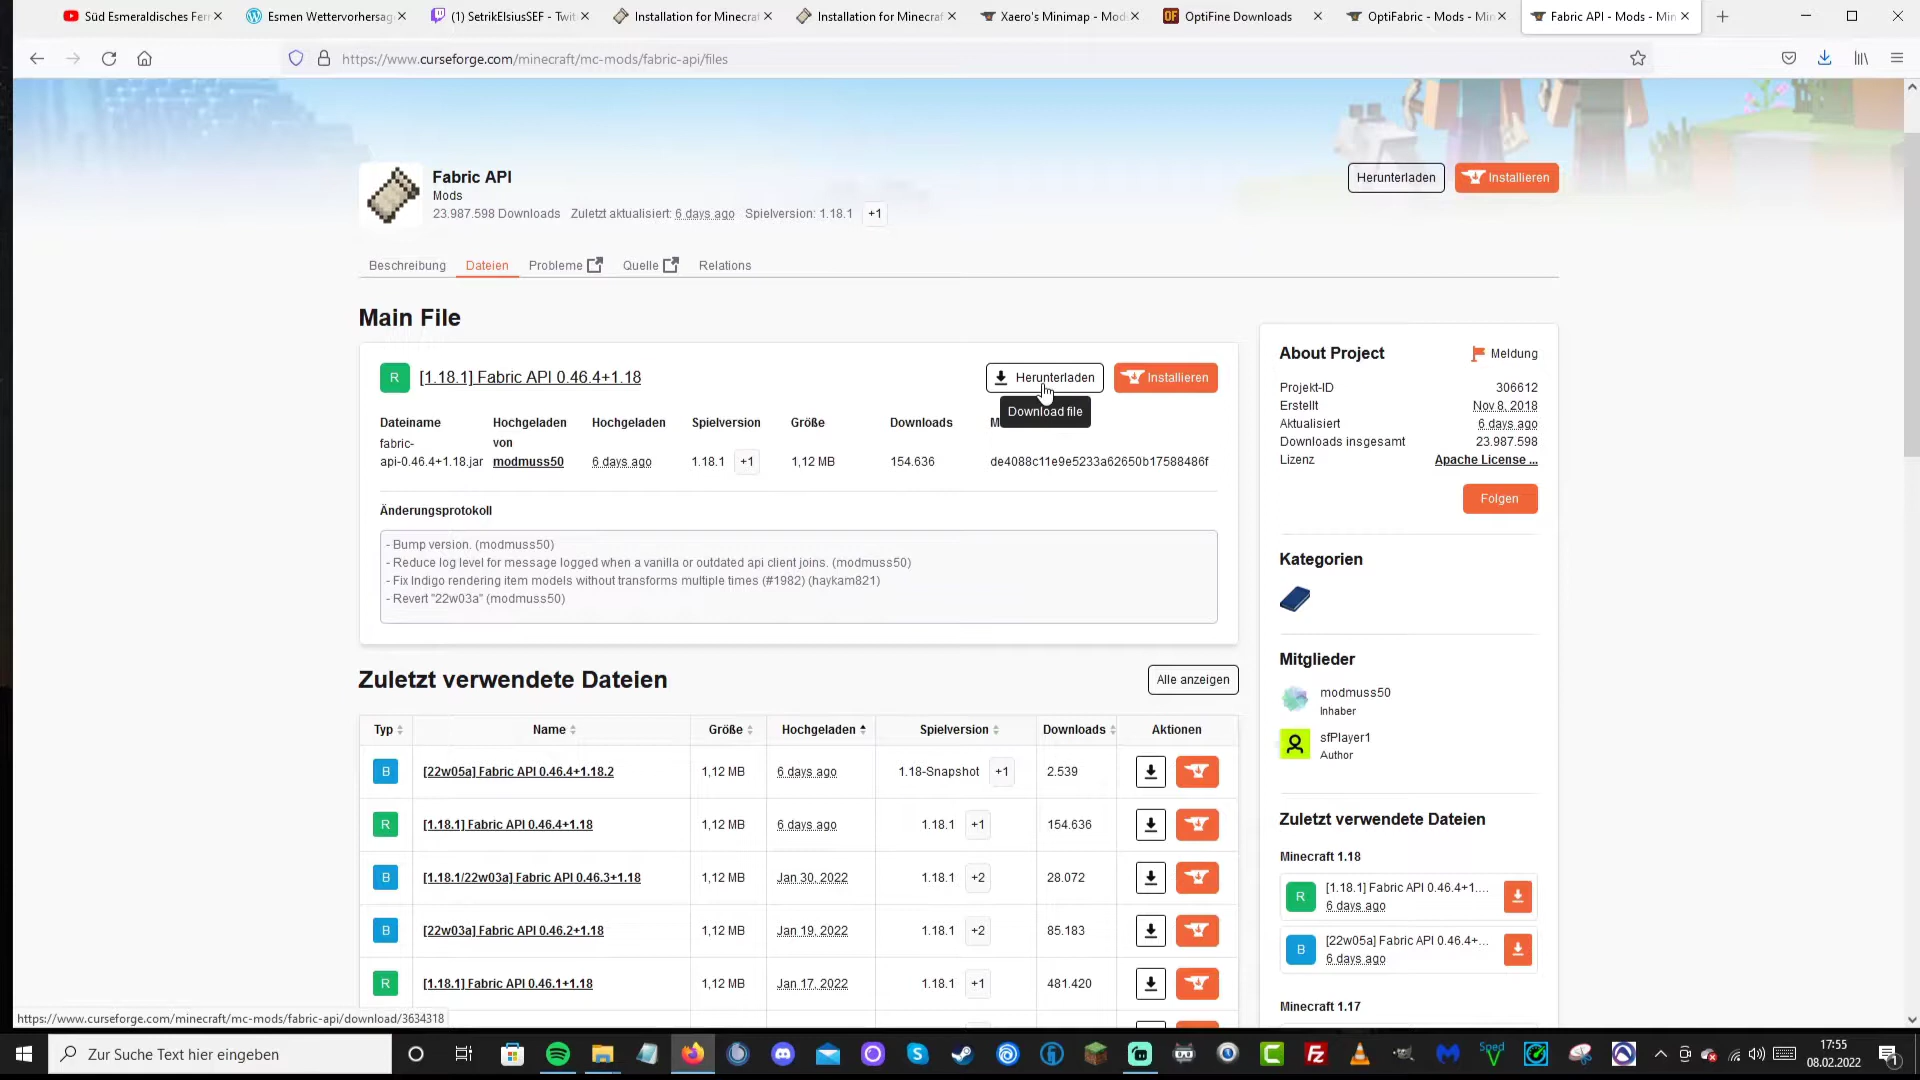 Süd Esmeraldisches Fer
Esmen Wettervorhersag
(1) SetrikElsiusSEF - Twit
Installation for Minecraf
Installation for Minecraf
Xaero's Minimap - Mod
OF OptiFine Downloads
OptiFabric - Mods - Min
Fabric API - Mods - Min
https://www.curseforge.com/minecraft/mc-mods/fabric-api/files
Fabric API
Mods
23.987.598 Downloads Zuletzt aktualisiert: 6 days ago Spielversion: 1.18.1 +1
Herunterladen
Installieren
Beschreibung Dateien Probleme Quelle Relations
Main File
R [1.18.1] Fabric API 0.46.4+1.18
Herunterladen
Installieren
Download file
Dateiname Hochgeladen von Hochgeladen Spielversion Größe Downloads M
fabric-
api-0.46.4+1.18.jar modmuss50 6 days ago 1.18.1 +1 1,12 MB 154.636 de4088c11e9e5233a62650b17588486f
Änderungsprotokoll
- Bump version. (modmuss50)
- Reduce log level for message logged when a vanilla or outdated api client joins. (modmuss50)
- Fix Indigo rendering item models without transforms multiple times (#1982) (haykam821)
- Revert "22w03a" (modmuss50)
Zuletzt verwendete Dateien
Alle anzeigen
Typ Name Größe Hochgeladen Spielversion Downloads Aktionen
B [22w05a] Fabric API 0.46.4+1.18.2 1,12 MB 6 days ago 1.18-Snapshot +1 2.539
R [1.18.1] Fabric API 0.46.4+1.18 1,12 MB 6 days ago 1.18.1 +1 154.636
B [1.18.1/22w03a] Fabric API 0.46.3+1.18 1,12 MB Jan 30, 2022 1.18.1 +2 28.072
B [22w03a] Fabric API 0.46.2+1.18 1,12 MB Jan 19, 2022 1.18.1 +2 85.183
R [1.18.1] Fabric API 0.46.1+1.18 1,12 MB Jan 17, 2022 1.18.1 +1 481.420
About Project
Meldung
Projekt-ID 306612
Erstellt Nov 8, 2018
Aktualisiert 6 days ago
Downloads insgesamt 23.987.598
Lizenz Apache License ...
Folgen
Kategorien
Mitglieder
modmuss50
Inhaber
sfPlayer1
Author
Zuletzt verwendete Dateien
Minecraft 1.18
R [1.18.1] Fabric API 0.46.4+1....
6 days ago
B [22w05a] Fabric API 0.46.4+...
6 days ago
Minecraft 1.17
https://www.curseforge.com/minecraft/mc-mods/fabric-api/download/3634318
Zur Suche Text hier eingeben
Sped
17:55
08.02.2022
1